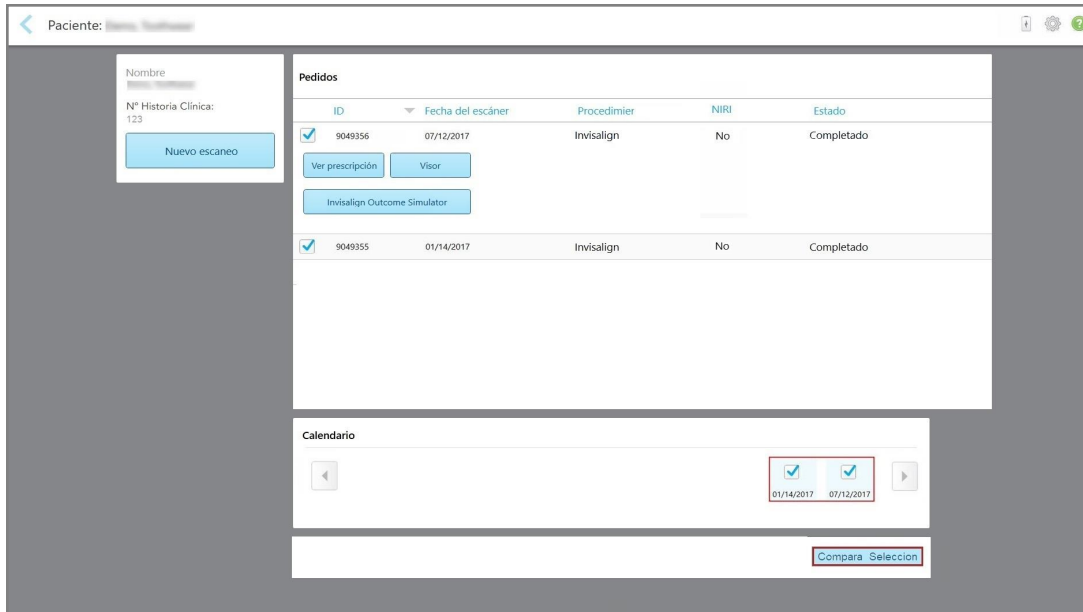 Paciente:
Nombre
Nº Historia Clínica:
123
Nuevo escaneo
Pedidos
ID Fecha del escáner Procedimier NIRI Estado
9049356 07/12/2017 Invisalign No Completado
Ver prescripción Visor
Invisalign Outcome Simulator
9049355 01/14/2017 Invisalign No Completado
Calendario
01/14/2017 07/12/2017
Compara Seleccion